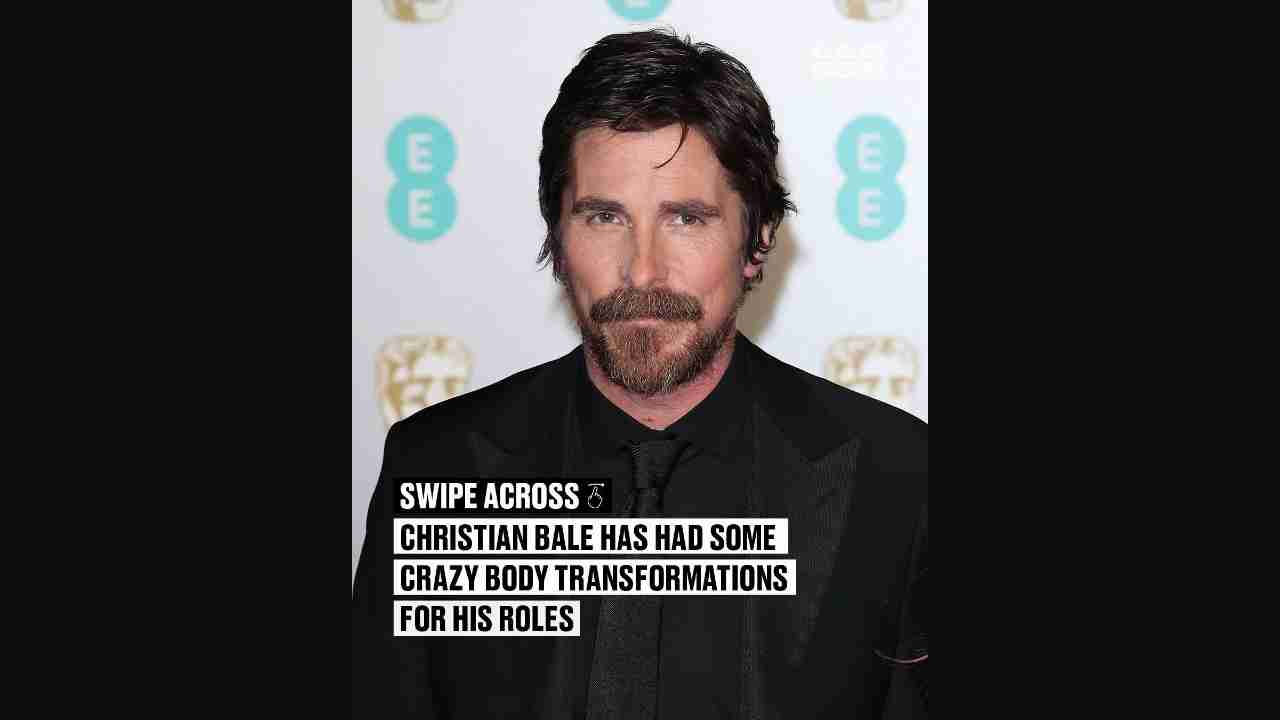 E
E
E
E
SWIPE ACROSS
CHRISTIAN BALE HAS HAD SOME
CRAZY BODY TRANSFORMATIONS
FOR HIS ROLES